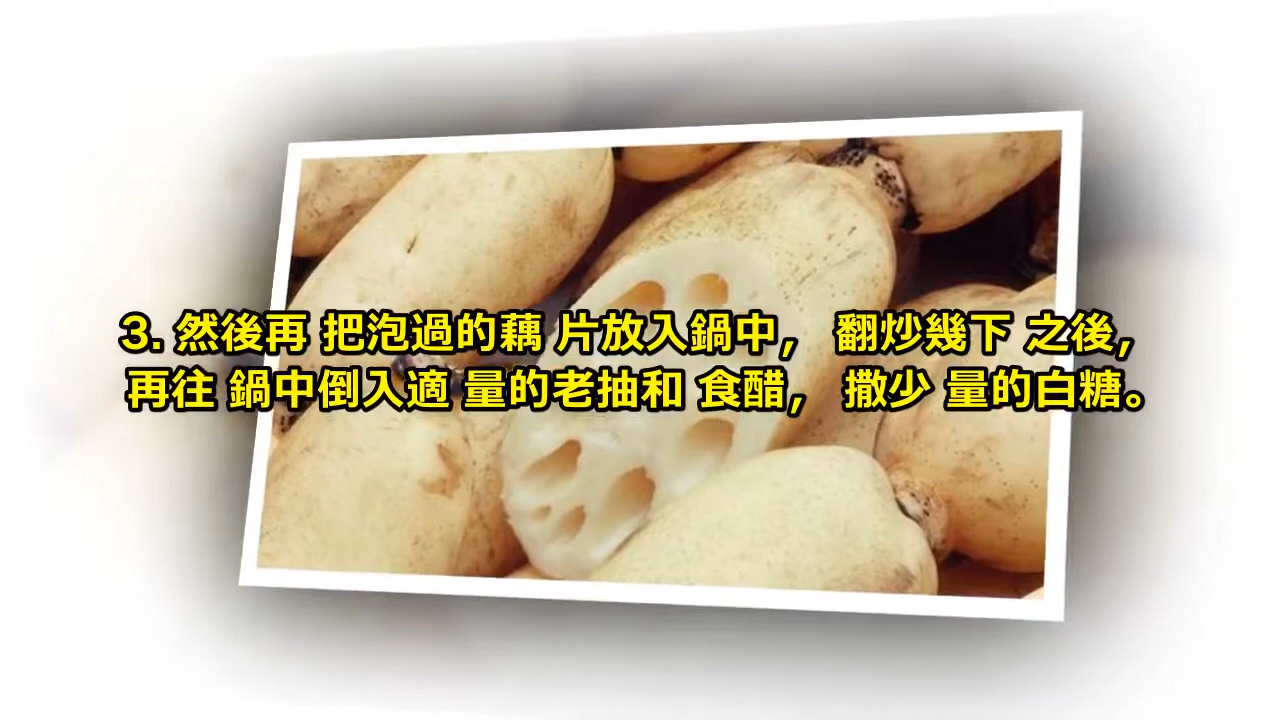 3. 然後再 把泡過的藕 片放入鍋中， 翻炒幾下 之後，
再往 鍋中倒入適 量的老抽和 食醋， 撒少 量的白糖。